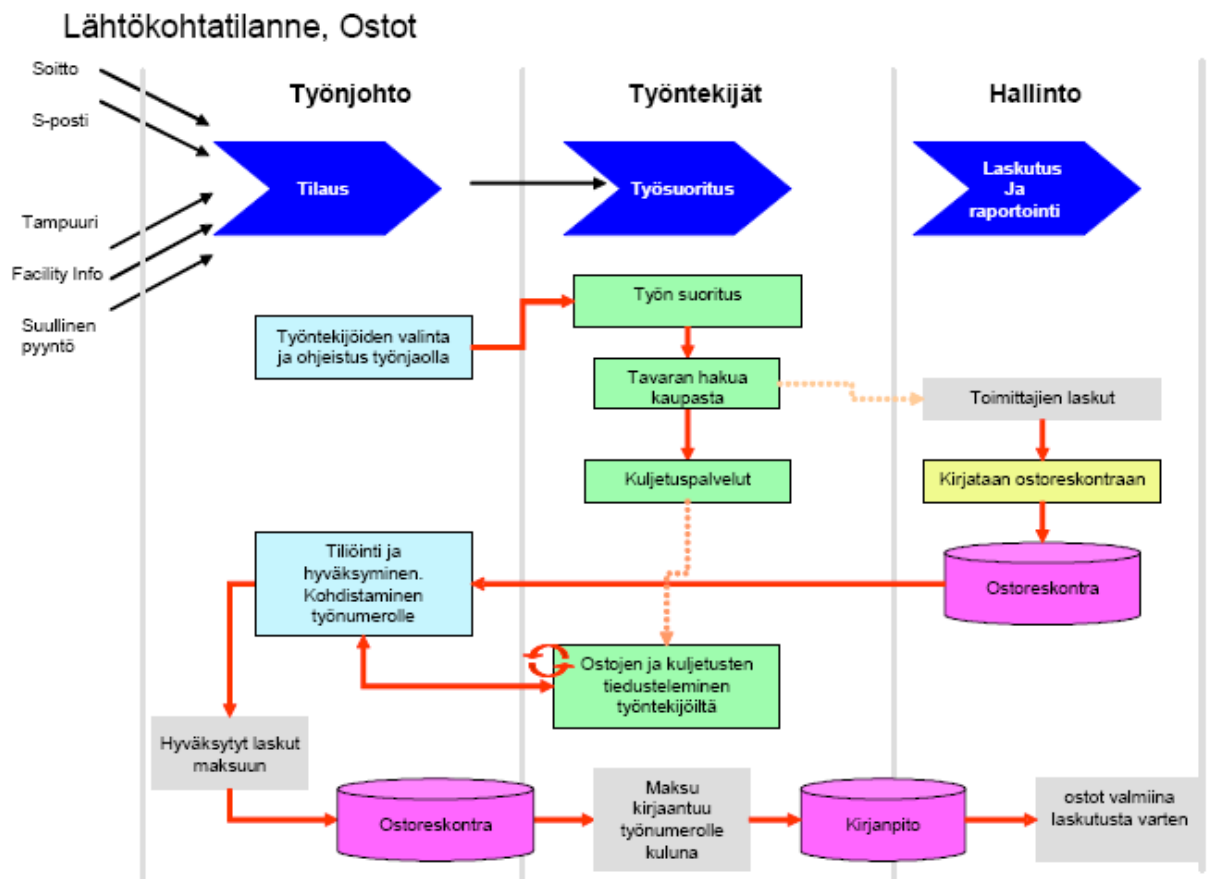 Lähtökohtatilanne, Ostot
Soitto
S-posti
Tampuuri
Facility Info
Suullinen
pyyntö
Työnjohto
Työntekijät
Hallinto
Tilaus
Työsuoritus
Laskutus
Ja
raportointi
Työntekijöiden valinta
ja ohjeistus työnjaolla
Työn suoritus
Tavaran hakua
kaupasta
Toimittajien laskut
Kuljetuspalvelut
Kirjataan ostoreskontraan
Tiliöinti ja
hyväksyminen.
Kohdistaminen
työnumerolle
Ostoreskontra
Ostojen ja kuljetusten
tiedusteleminen
työntekijöiltä
Hyväksytyt laskut
maksuun
Ostoreskontra
Maksu
kirjaantuu
työnumerolle
kuluna
Kirjanpito
ostot valmiina
laskutusta varten